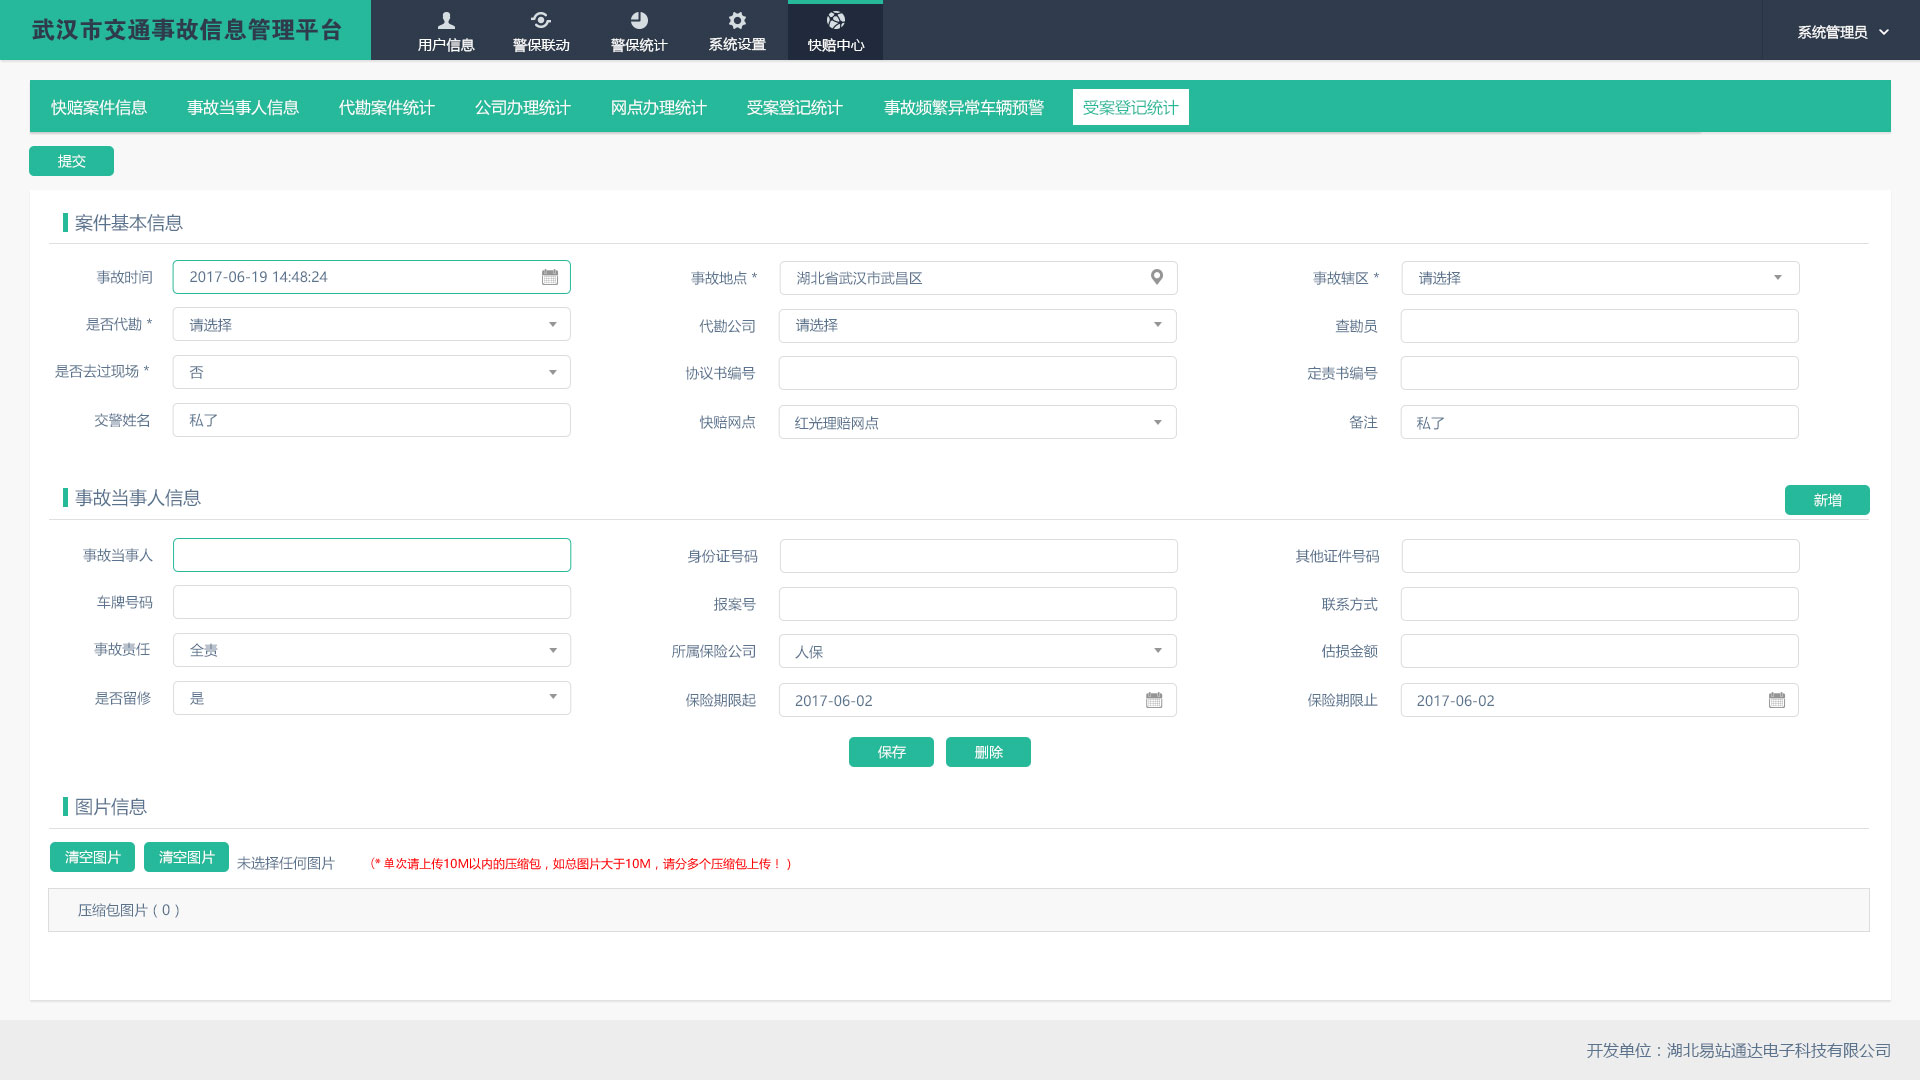 武汉市交通事故信息管理平台
用户信息 警保联动 警保统计 系统设置 快赔中心 系统管理员
快赔案件信息 事故当事人信息 代勘案件统计 公司办理统计 网点办理统计 受案登记统计 事故频繁异常车辆预警 受案登记统计
提交
案件基本信息
事故时间 2017-06-19 14:48:24 事故地点 * 湖北省武汉市武昌区 事故辖区 * 请选择
是否代勘 * 请选择 代勘公司 请选择 查勘员
是否去过现场 * 否 协议书编号 定责书编号
交警姓名 私了 快赔网点 红光理赔网点 备注 私了
事故当事人信息 新增
事故当事人 身份证号码 其他证件号码
车牌号码 报案号 联系方式
事故责任 全责 所属保险公司 人保 估损金额
是否留修 是 保险期限起 2017-06-02 保险期限止 2017-06-02
保存 删除
图片信息
清空图片 清空图片 未选择任何图片 （* 单次请上传10M以内的压缩包，如总图片大于10M，请分多个压缩包上传！）
压缩包图片 ( 0 )
开发单位：湖北易站通达电子科技有限公司